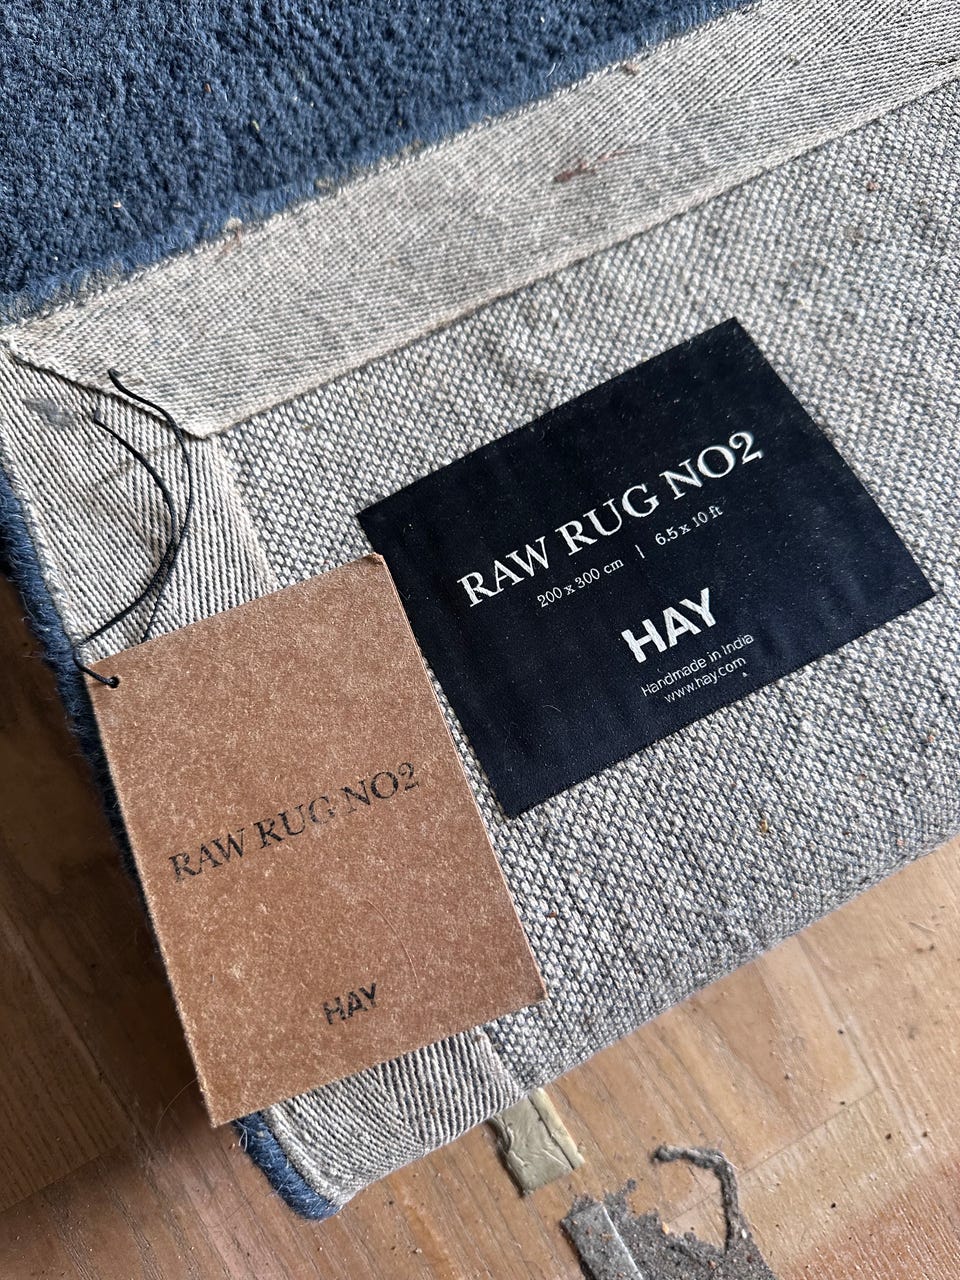 RAW RUG NO2
200 x 300 cm | 6.5 x 10 ft
HAY
Handmade in India
www.hay.com
RAW RUG NO2
HAY